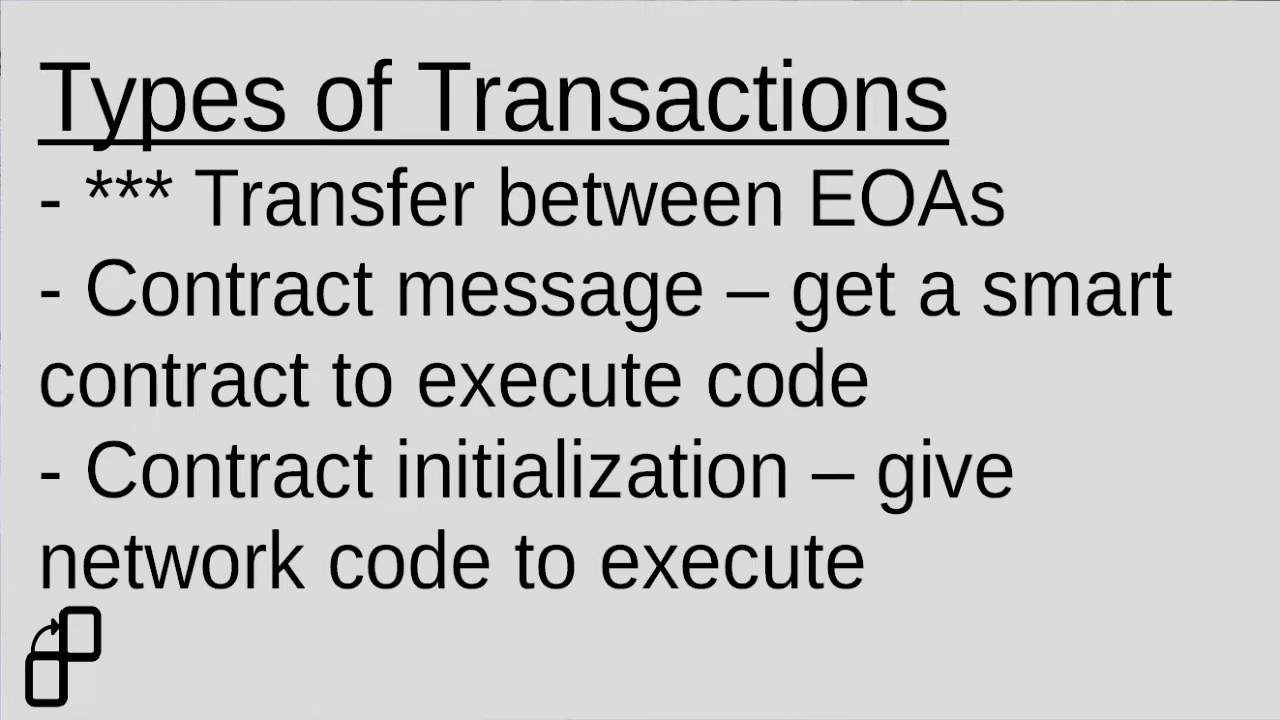 Types of Transactions
- *** Transfer between EOAs
- Contract message – get a smart
contract to execute code
- Contract initialization – give
network code to execute